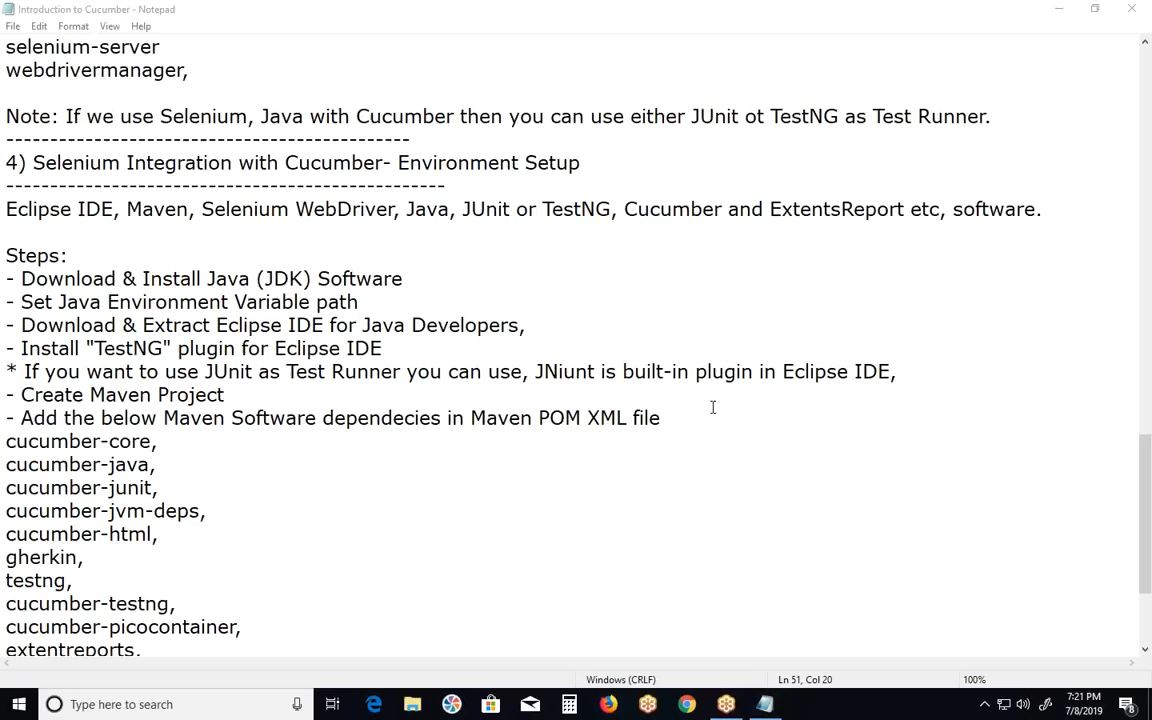 Introduction to Cucumber - Notepad
File Edit Format View Help
selenium-server
webdrivermanager,
Note: If we use Selenium, Java with Cucumber then you can use either JUnit ot TestNG as Test Runner.
---------------------------------------------
4) Selenium Integration with Cucumber- Environment Setup
-------------------------------------------------
Eclipse IDE, Maven, Selenium WebDriver, Java, JUnit or TestNG, Cucumber and ExtentsReport etc, software.
Steps:
- Download & Install Java (JDK) Software
- Set Java Environment Variable path
- Download & Extract Eclipse IDE for Java Developers,
- Install "TestNG" plugin for Eclipse IDE
* If you want to use JUnit as Test Runner you can use, JNiunt is built-in plugin in Eclipse IDE,
- Create Maven Project
- Add the below Maven Software dependecies in Maven POM XML file
cucumber-core,
cucumber-java,
cucumber-junit,
cucumber-jvm-deps,
cucumber-html,
gherkin,
testng,
cucumber-testng,
cucumber-picocontainer,
extentreports,
Windows (CRLF) Ln 51, Col 20 100%
Type here to search
7:21 PM
7/8/2019
8